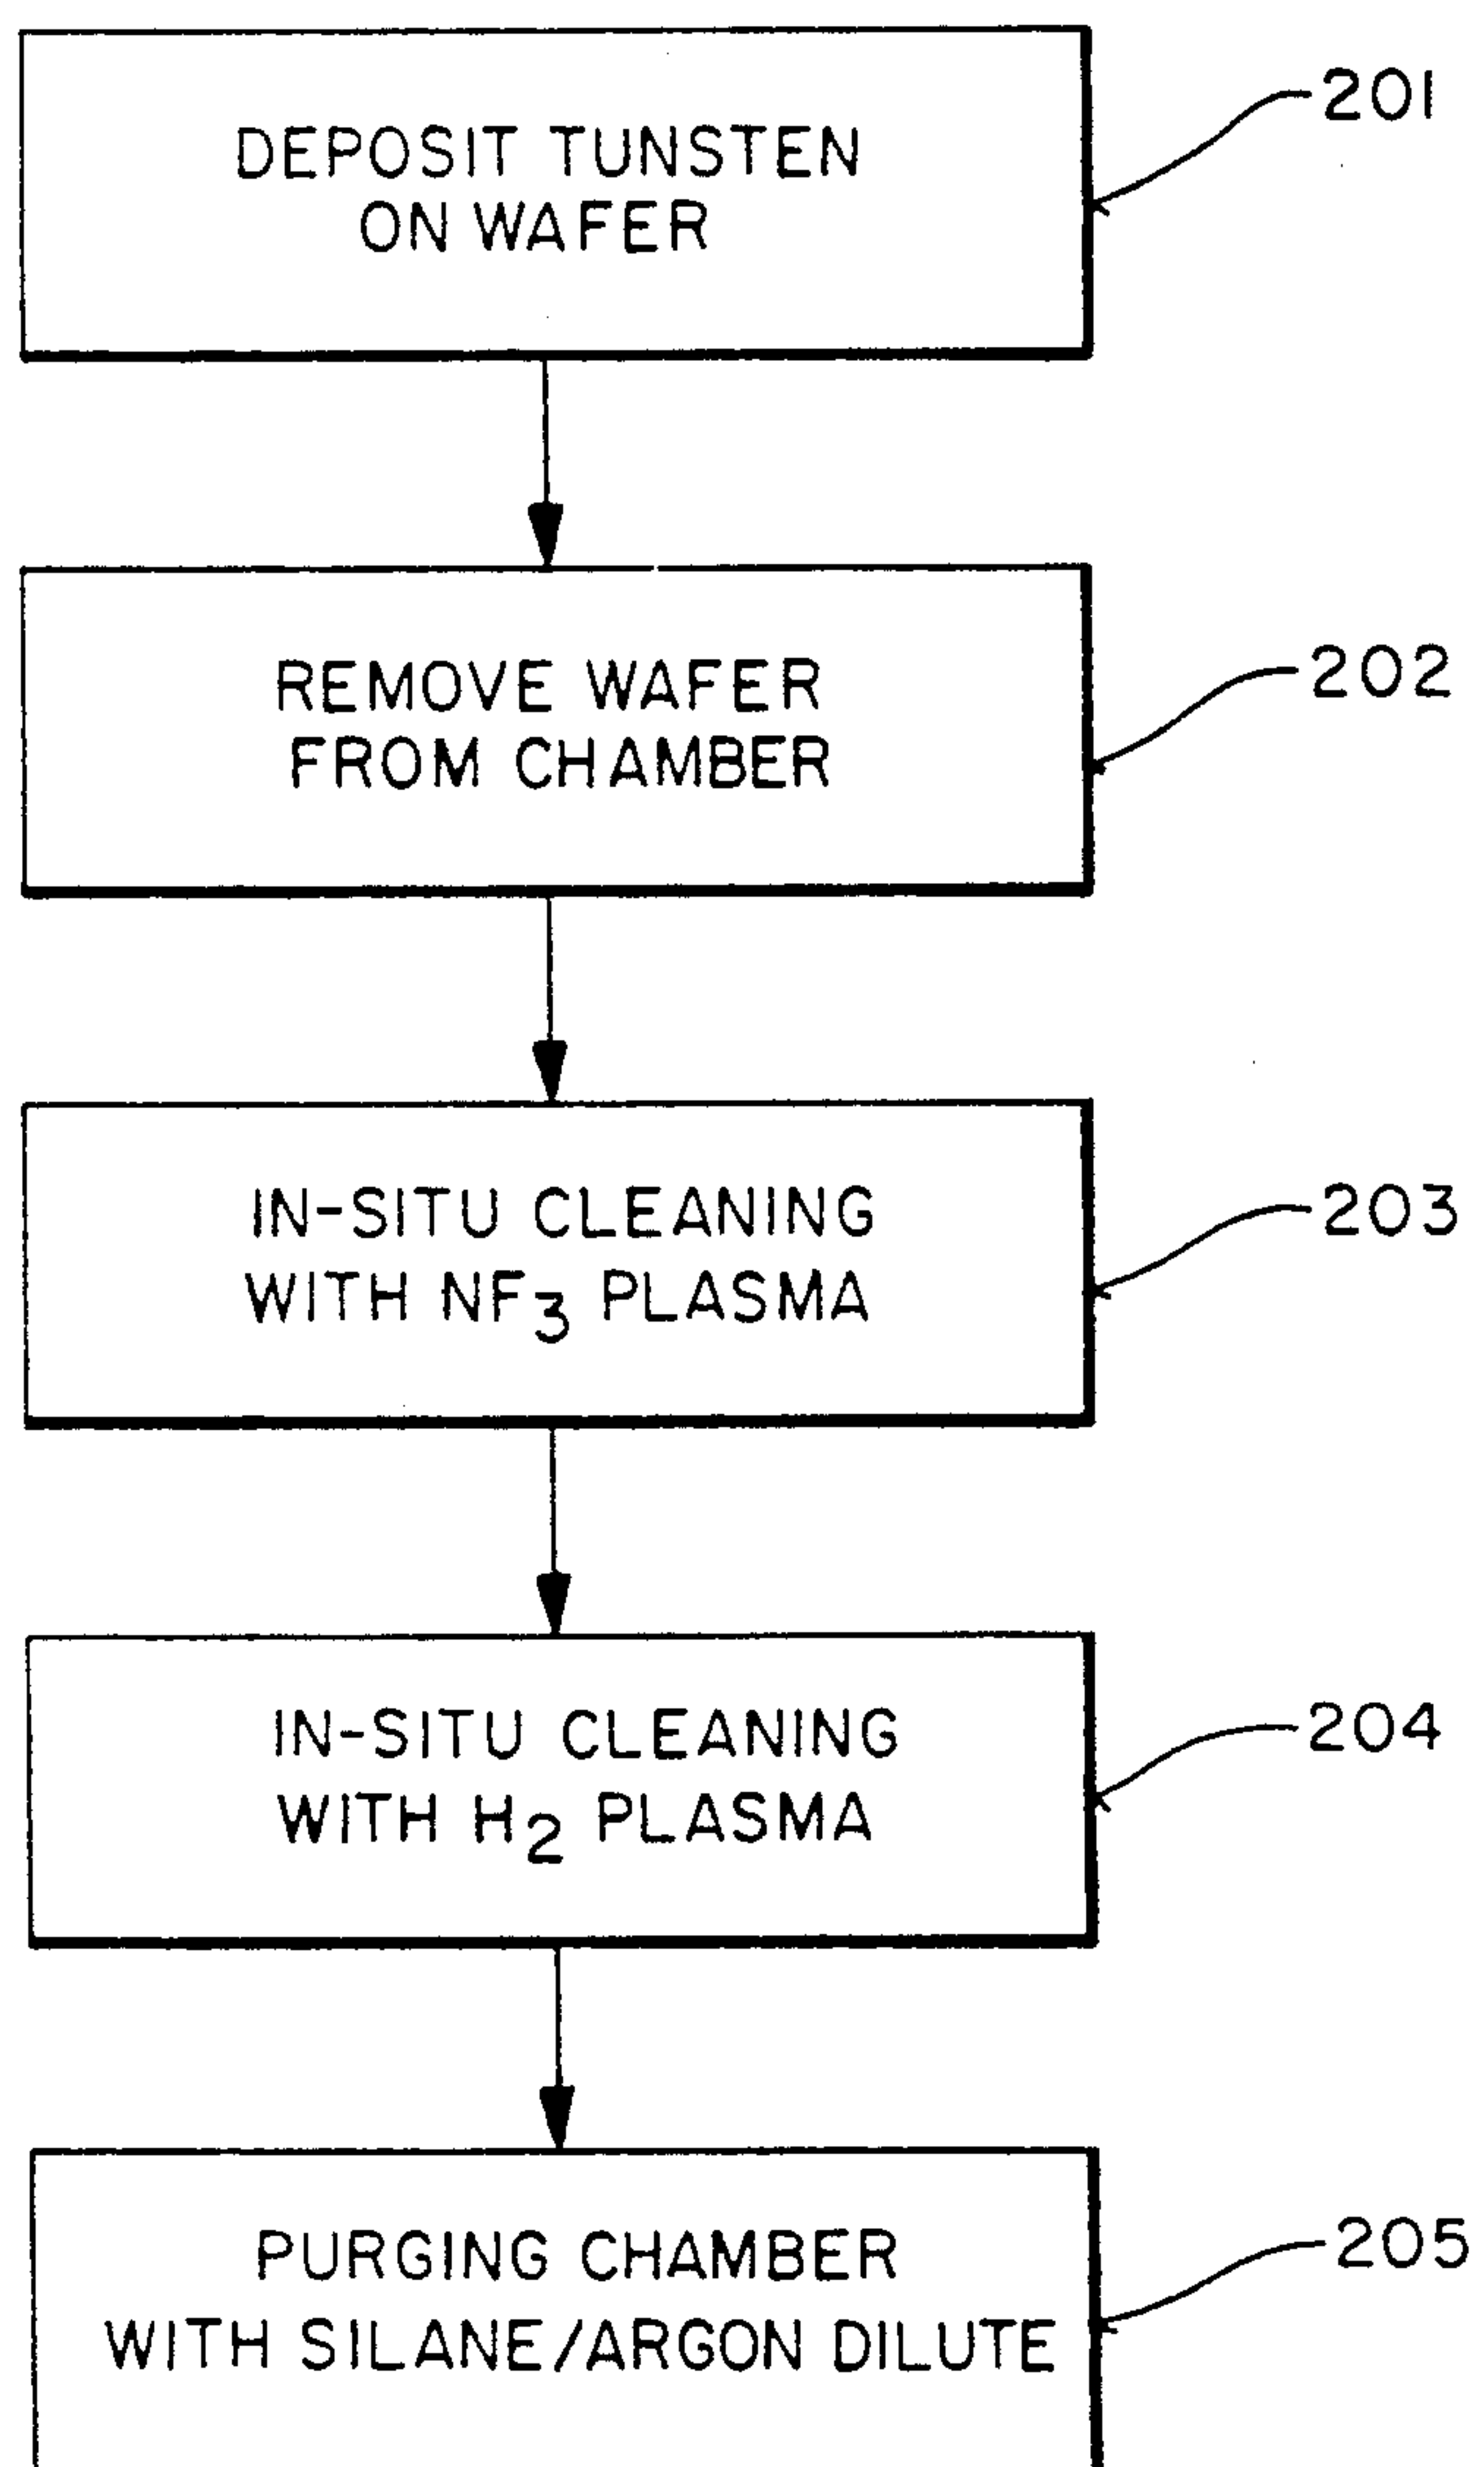 DEPOSIT TUNSTEN
ON WAFER
201
REMOVE WAFER
FROM CHAMBER
202
IN-SITU CLEANING
WITH NF3 PLASMA
203
IN-SITU CLEANING
WITH H2 PLASMA
204
PURGING CHAMBER
WITH SILANE/ARGON DILUTE
205